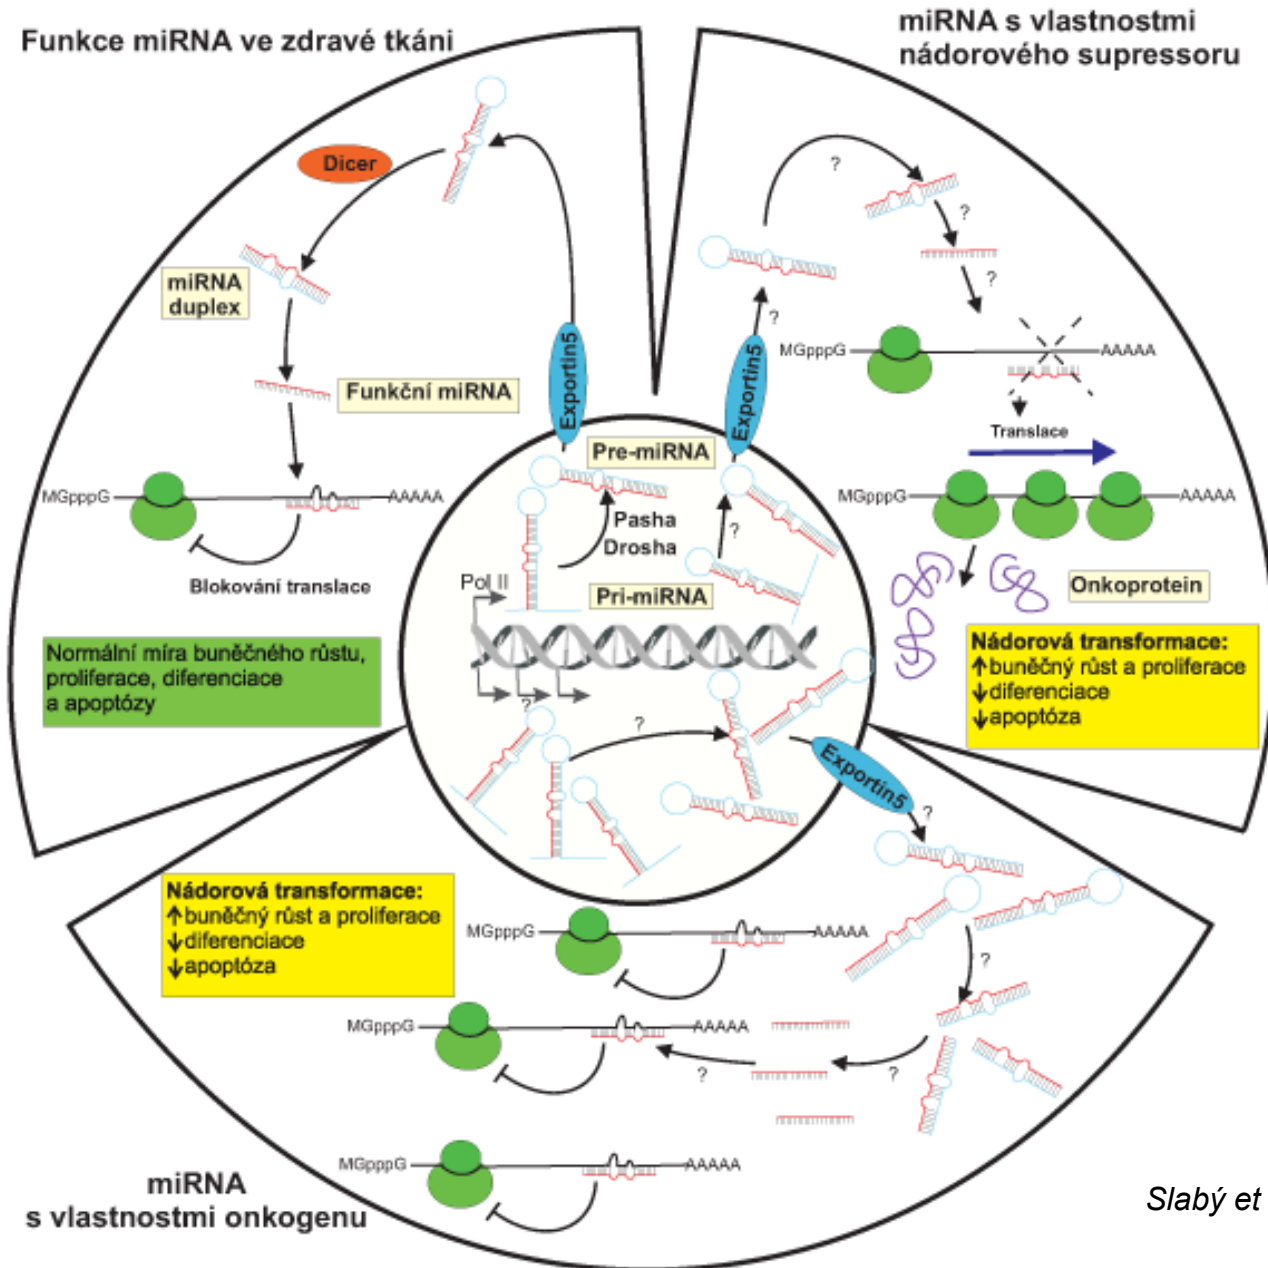 Funkce miRNA ve zdravé tkáni
Dicer
miRNA
duplex
Funkční miRNA
Exportin5
MGpppG
AAAAA
Blokování translace
Normální míra buněčného růstu,
proliferace, diferenciace
a apoptózy
miRNA s vlastnostmi
nádorového supressoru
?
?
?
?
Exportin5
MGpppG
AAAAA
Translace
MGpppG
AAAAA
Onkoprotein
Nádorová transformace:
↑buněčný růst a proliferace
↓diferenciace
↓apoptóza
Pre-miRNA
Pasha
Drosha
?
Pol II
Pri-miRNA
?
?
Exportin5
?
?
?
?
Nádorová transformace:
↑buněčný růst a proliferace
↓diferenciace
↓apoptóza
MGpppG
AAAAA
MGpppG
AAAAA
MGpppG
AAAAA
miRNA
s vlastnostmi onkogenu
Slabý et